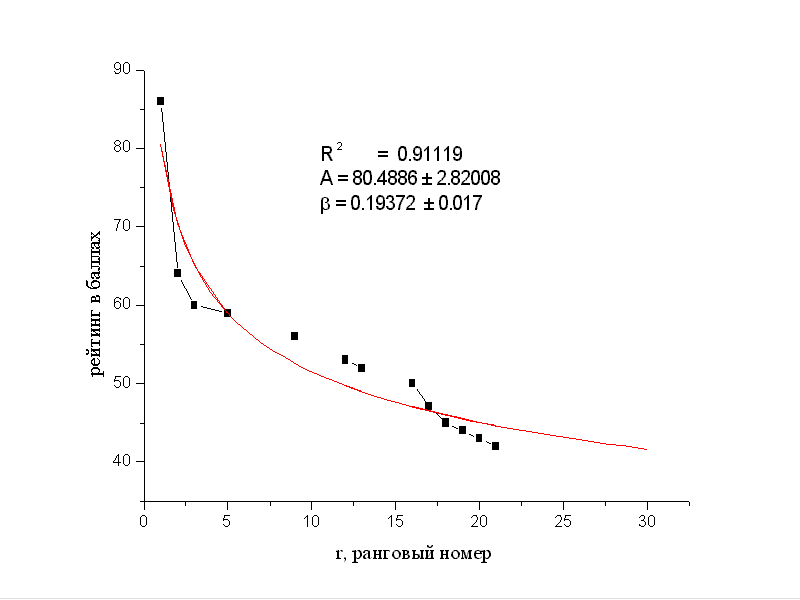 90
80
70
60
50
40
рейтинг в баллах
R² = 0.91119
A = 80.4886 ± 2.82008
β = 0.19372 ± 0.017
0 5 10 15 20 25 30
r, ранговый номер